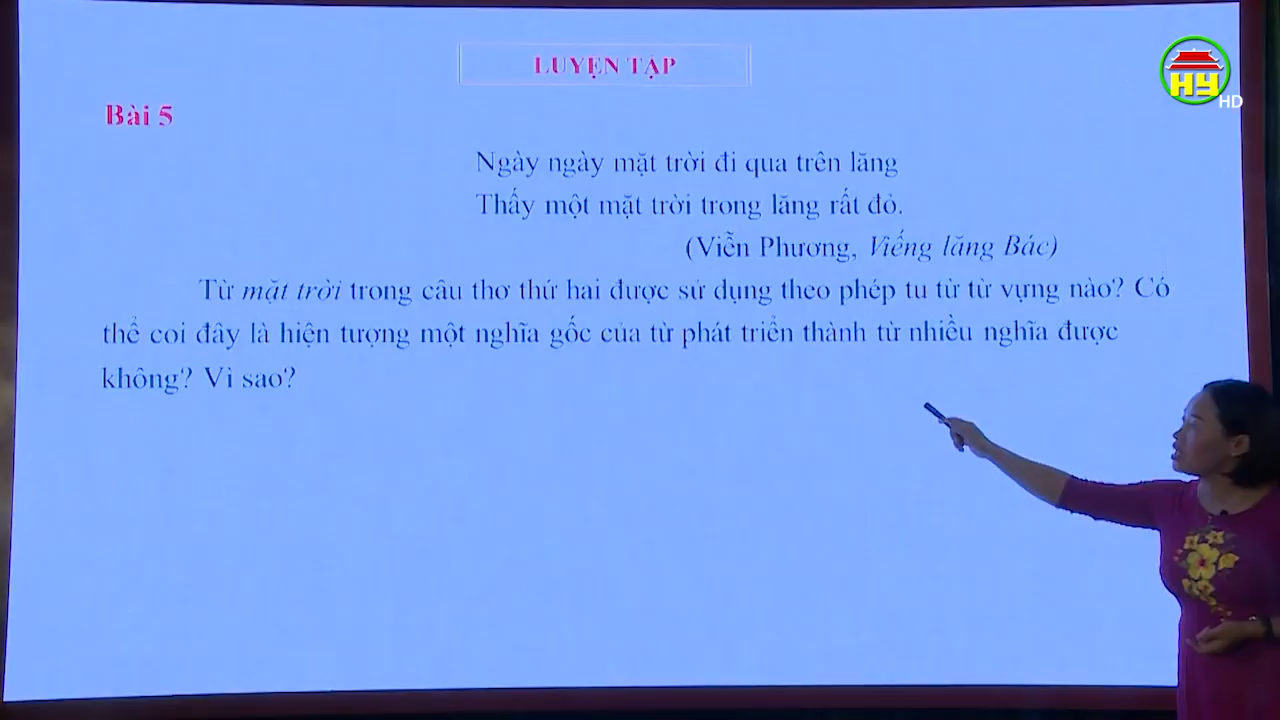 LUYỆN TẬP
HY
HD
Bài 5
Ngày ngày mặt trời đi qua trên lăng
Thấy một mặt trời trong lăng rất đỏ.
(Viễn Phương, Viếng lăng Bác)
Từ mặt trời trong câu thơ thứ hai được sử dụng theo phép tu từ từ vựng nào? Có
thể coi đây là hiện tượng một nghĩa gốc của từ phát triển thành từ nhiều nghĩa được
không? Vì sao?